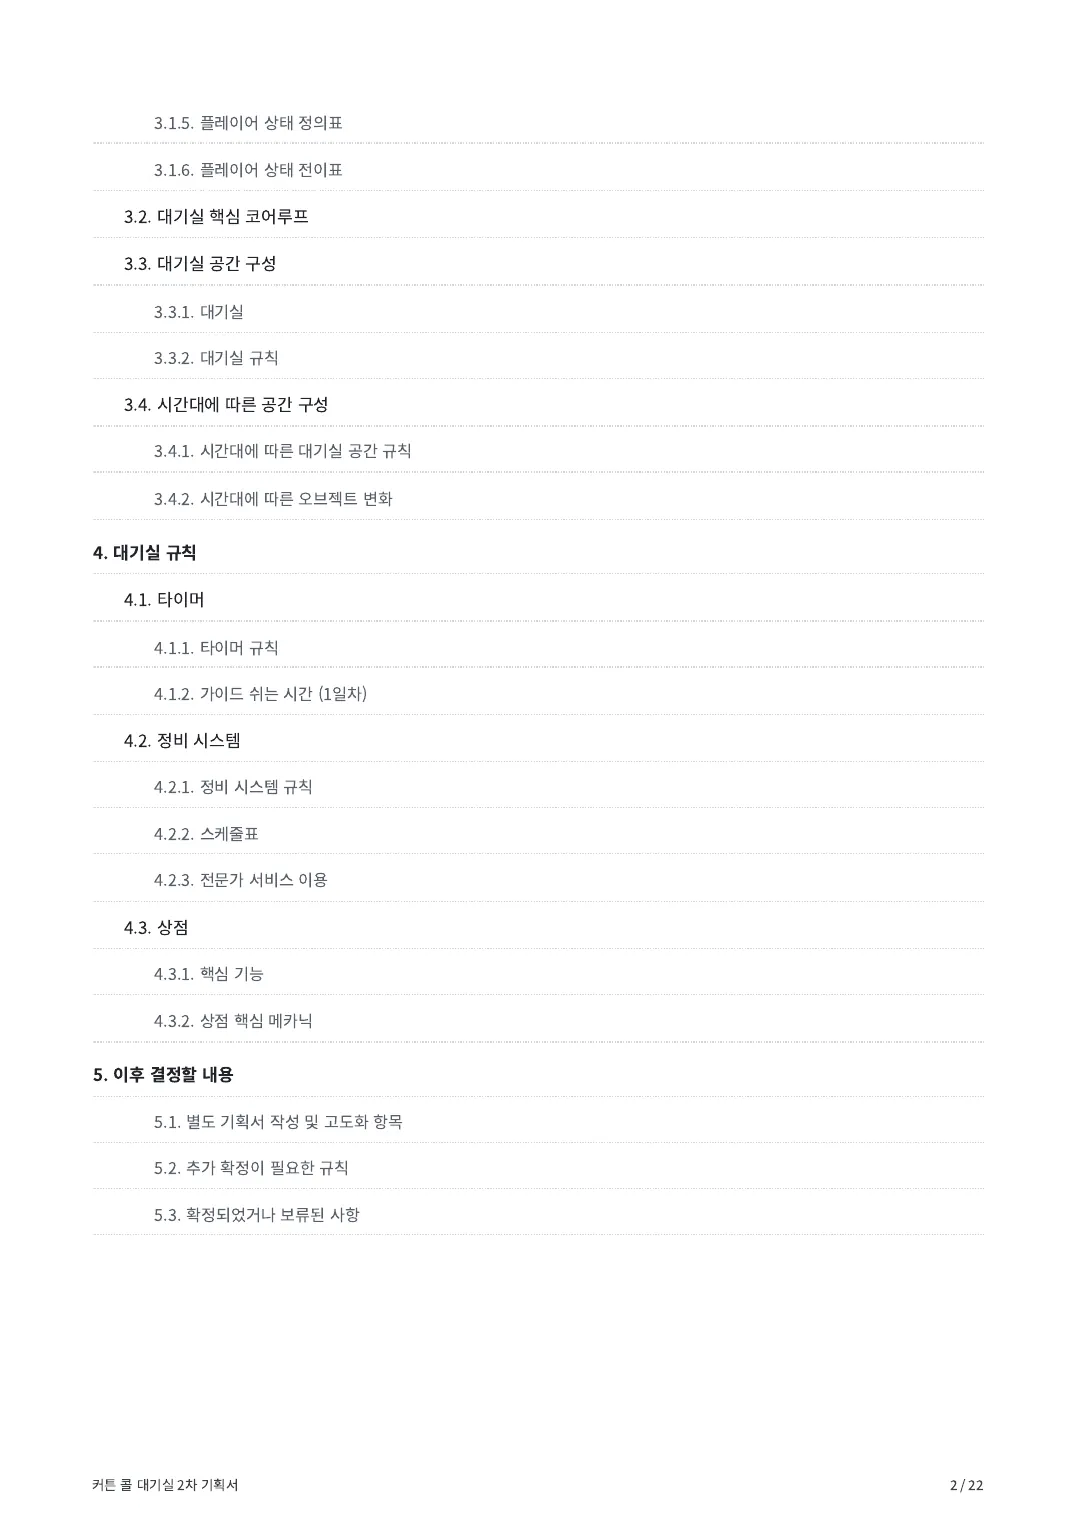 3.1.5. 플레이어 상태 정의표
3.1.6. 플레이어 상태 전이표
3.2. 대기실 핵심 코어루프
3.3. 대기실 공간 구성
3.3.1. 대기실
3.3.2. 대기실 규칙
3.4. 시간대에 따른 공간 구성
3.4.1. 시간대에 따른 대기실 공간 규칙
3.4.2. 시간대에 따른 오브젝트 변화
4. 대기실 규칙
4.1. 타이머
4.1.1. 타이머 규칙
4.1.2. 가이드 쉬는 시간 (1일차)
4.2. 정비 시스템
4.2.1. 정비 시스템 규칙
4.2.2. 스케줄표
4.2.3. 전문가 서비스 이용
4.3. 상점
4.3.1. 핵심 기능
4.3.2. 상점 핵심 메카닉
5. 이후 결정할 내용
5.1. 별도 기획서 작성 및 고도화 항목
5.2. 추가 확정이 필요한 규칙
5.3. 확정되었거나 보류된 사항
커튼 콜 대기실 2차 기획서
2 / 22